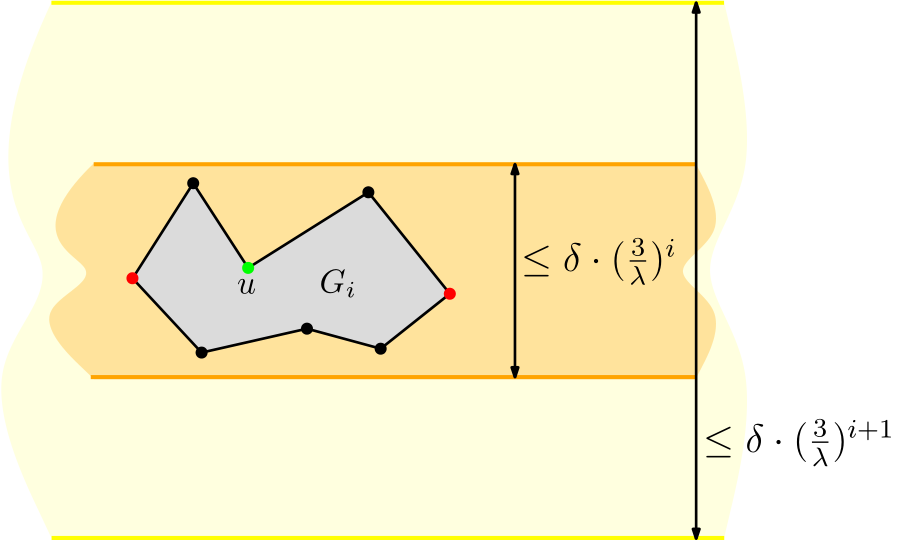 ≤ δ · (3/λ)^i
u
G_i
≤ δ · (3/λ)^{i+1}